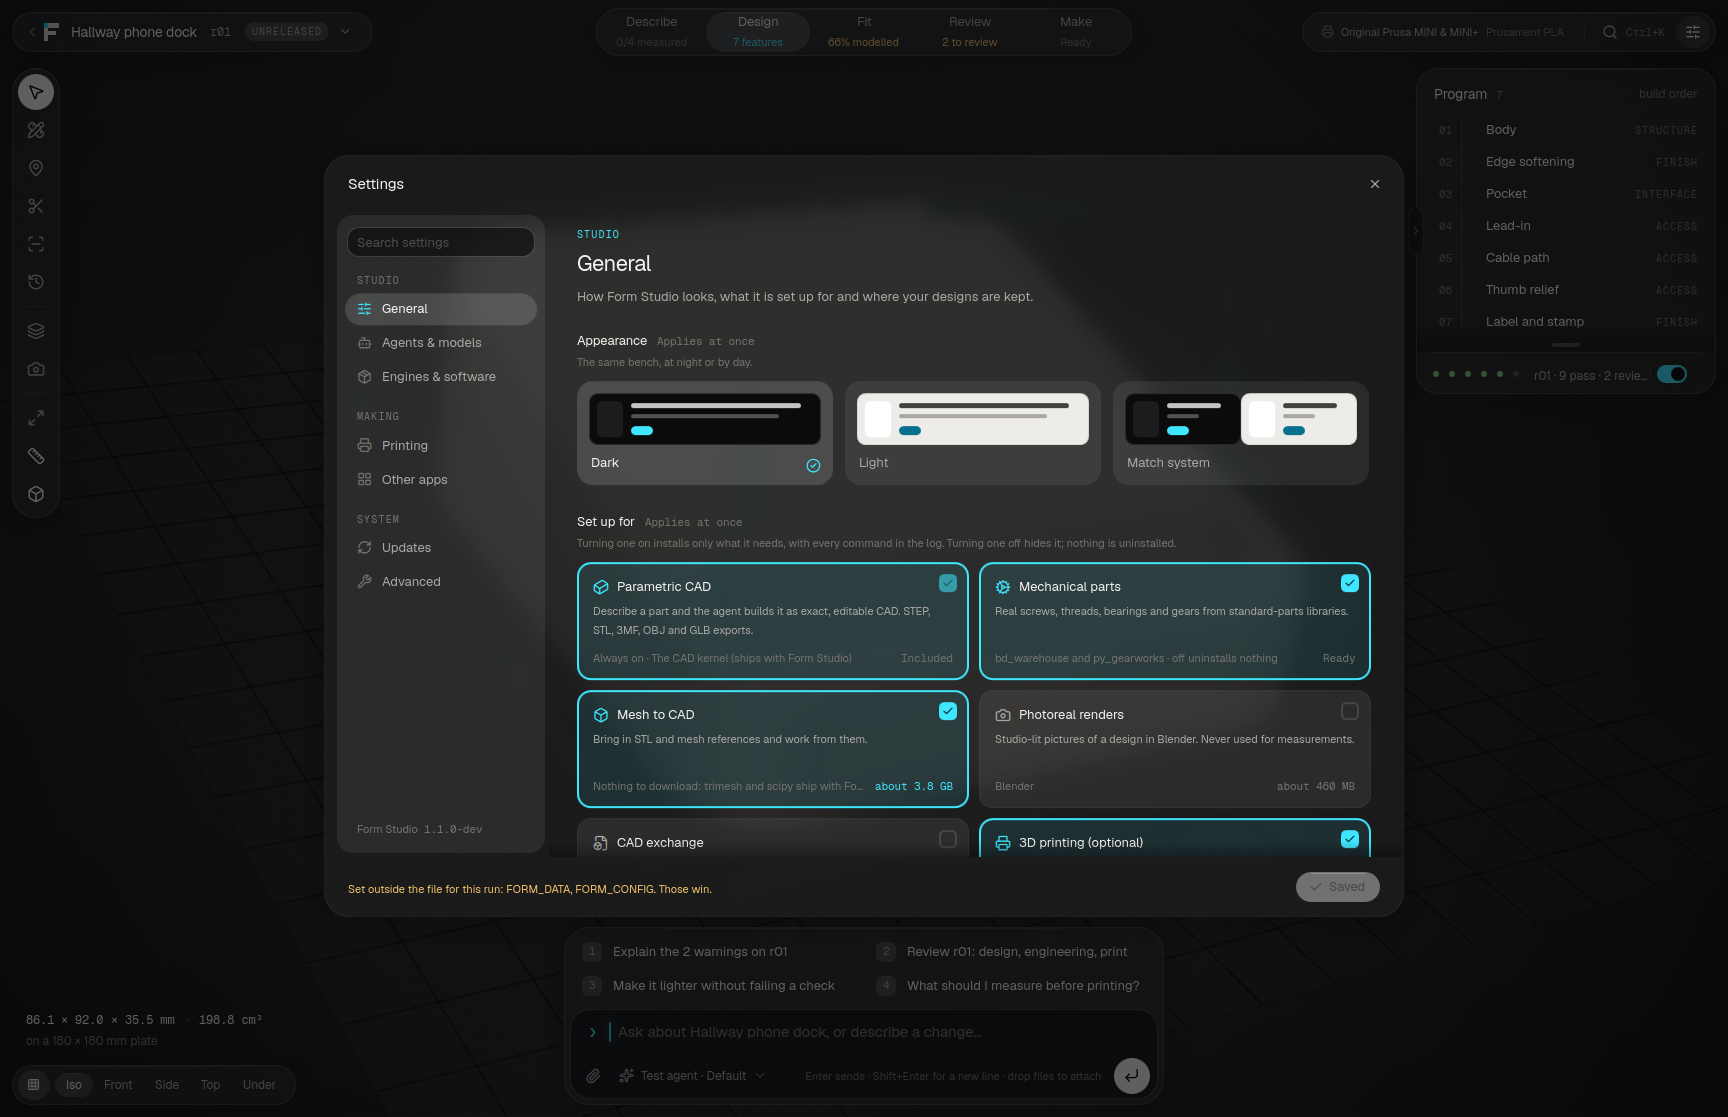 Hallway phone dock r01 UNRELEASED
Describe
0/4 measured
Design
7 features
Fit
66% modelled
Review
2 to review
Make
Ready
Original Prusa MINI & MINI+ Prusament PLA
Ctrl+K
Program 7 build order
01 Body STRUCTURE
02 Edge softening FINISH
03 Pocket INTERFACE
04 Lead-in ACCESS
05 Cable path ACCESS
06 Thumb relief ACCESS
07 Label and stamp FINISH
r01 · 9 pass · 2 revie...
Settings
Search settings
STUDIO
General
Agents & models
Engines & software
MAKING
Printing
Other apps
SYSTEM
Updates
Advanced
Form Studio 1.1.0-dev
STUDIO
General
How Form Studio looks, what it is set up for and where your designs are kept.
Appearance Applies at once
The same bench, at night or by day.
Dark
Light
Match system
Set up for Applies at once
Turning one on installs only what it needs, with every command in the log. Turning one off hides it; nothing is uninstalled.
Parametric CAD
Describe a part and the agent builds it as exact, editable CAD. STEP,
STL, 3MF, OBJ and GLB exports.
Always on · The CAD kernel (ships with Form Studio) Included
Mechanical parts
Real screws, threads, bearings and gears from standard-parts libraries.
bd_warehouse and py_gearworks · off uninstalls nothing Ready
Mesh to CAD
Bring in STL and mesh references and work from them.
Nothing to download: trimesh and scipy ship with Fo... about 3.8 GB
Photoreal renders
Studio-lit pictures of a design in Blender. Never used for measurements.
Blender about 460 MB
CAD exchange
3D printing (optional)
Set outside the file for this run: FORM_DATA, FORM_CONFIG. Those win.
Saved
1 Explain the 2 warnings on r01
2 Review r01: design, engineering, print
3 Make it lighter without failing a check
4 What should I measure before printing?
Ask about Hallway phone dock, or describe a change...
Test agent · Default
Enter sends · Shift+Enter for a new line · drop files to attach
86.1 × 92.0 × 35.5 mm · 198.8 cm³
on a 180 × 180 mm plate
Iso Front Side Top Under